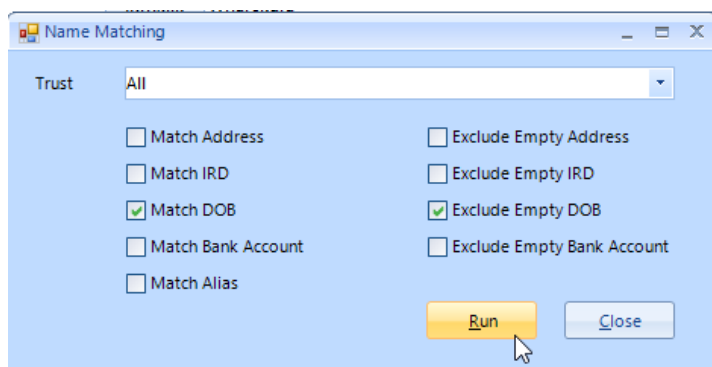 Name Matching
Trust All
Match Address Exclude Empty Address
Match IRD Exclude Empty IRD
Match DOB Exclude Empty DOB
Match Bank Account Exclude Empty Bank Account
Match Alias
Run Close